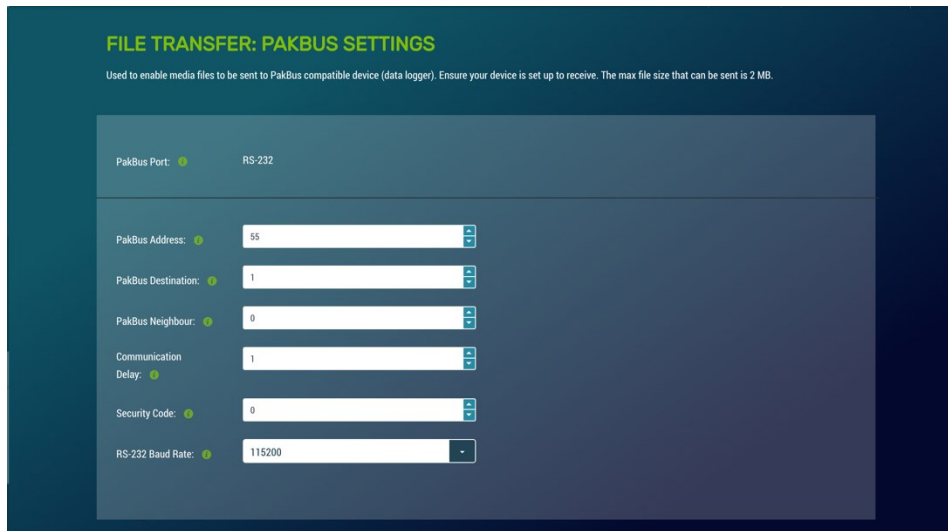 FILE TRANSFER: PAKBUS SETTINGS
Used to enable media files to be sent to PakBus compatible device (data logger). Ensure your device is set up to receive. The max file size that can be sent is 2 MB.
PakBus Port: i RS-232
PakBus Address: i 55
PakBus Destination: i 1
PakBus Neighbour: i 0
Communication
Delay: i 1
Security Code: i 0
RS-232 Baud Rate: i 115200